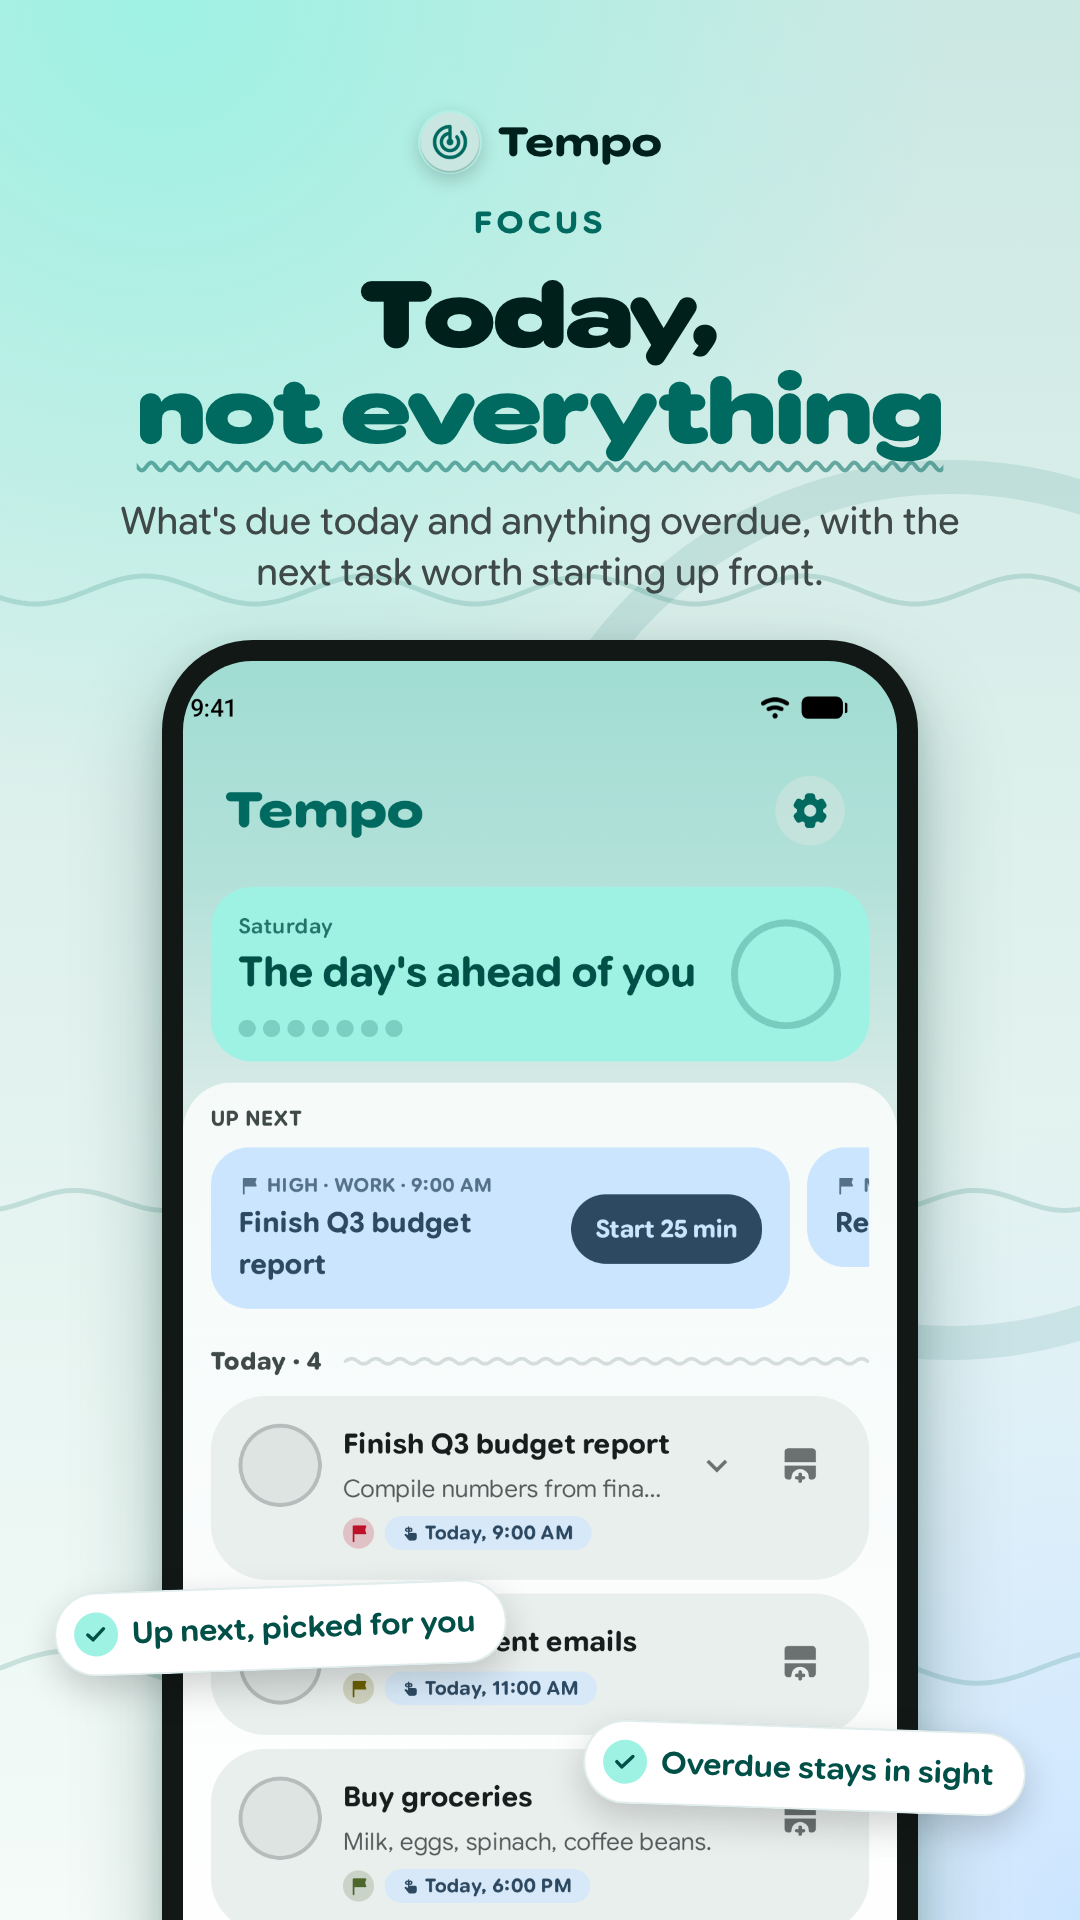 Tempo
FOCUS
Today,
not everything
What's due today and anything overdue, with the
next task worth starting up front.
9:41
Tempo
Saturday
The day's ahead of you
UP NEXT
HIGH · WORK · 9:00 AM
Finish Q3 budget
report
Start 25 min
Re
Today · 4
Finish Q3 budget report
Compile numbers from fina...
Today, 9:00 AM
Up next, picked for you
emails
Today, 11:00 AM
Overdue stays in sight
Buy groceries
Milk, eggs, spinach, coffee beans.
Today, 6:00 PM